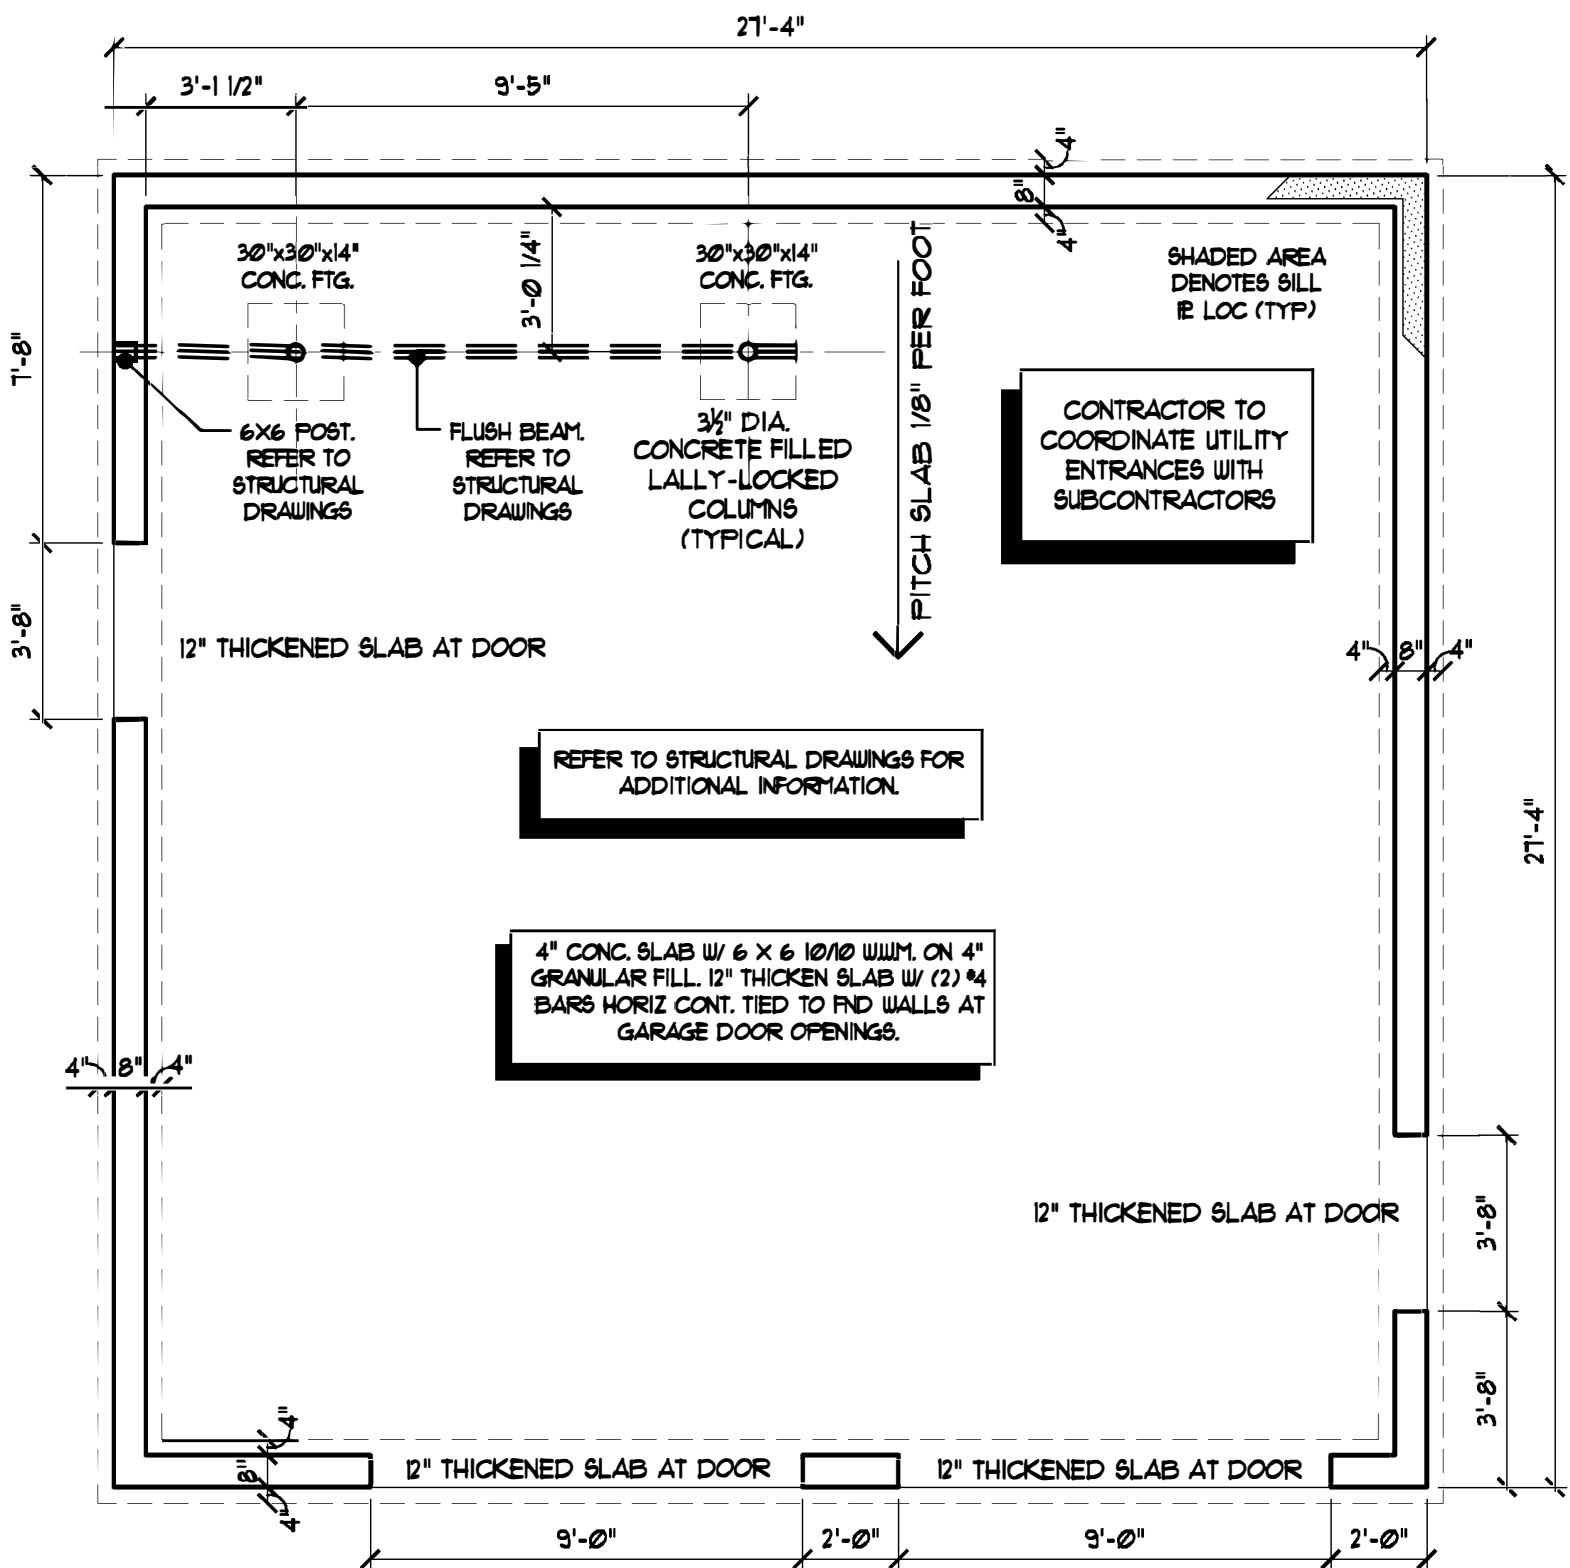 27'-4"
3'-1 1/2"
9'-5"
4"
8"
4"
30"x30"x14"
CONC. FTG.
3'-0 1/4"
30"x30"x14"
CONC. FTG.
PITCH SLAB 1/8" PER FOOT
SHADED AREA
DENOTES SILL
PL LOC (TYP)
7'-8"
6X6 POST.
REFER TO
STRUCTURAL
DRAWINGS
FLUSH BEAM.
REFER TO
STRUCTURAL
DRAWINGS
3½" DIA.
CONCRETE FILLED
LALLY-LOCKED
COLUMNS
(TYPICAL)
CONTRACTOR TO
COORDINATE UTILITY
ENTRANCES WITH
SUBCONTRACTORS
3'-8"
12" THICKENED SLAB AT DOOR
4" 8" 4"
REFER TO STRUCTURAL DRAWINGS FOR
ADDITIONAL INFORMATION.
27'-4"
4" CONC. SLAB W/ 6 X 6 10/10 W.W.M. ON 4"
GRANULAR FILL. 12" THICKEN SLAB W/ (2) #4
BARS HORIZ CONT. TIED TO FND WALLS AT
GARAGE DOOR OPENINGS.
4" 8" 4"
12" THICKENED SLAB AT DOOR
3'-8"
3'-8"
4"
8"
4"
12" THICKENED SLAB AT DOOR
12" THICKENED SLAB AT DOOR
9'-0"
2'-0"
9'-0"
2'-0"